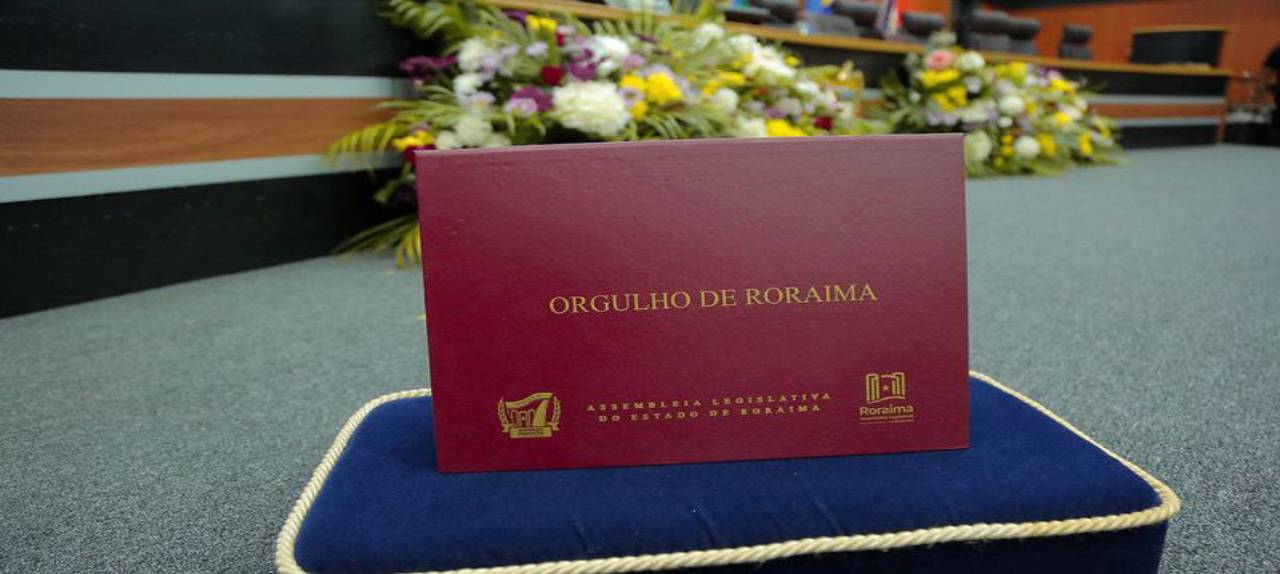 ORGULHO DE RORAIMA
ASSEMBLEIA LEGISLATIVA
DO ESTADO DE RORAIMA
Roraima